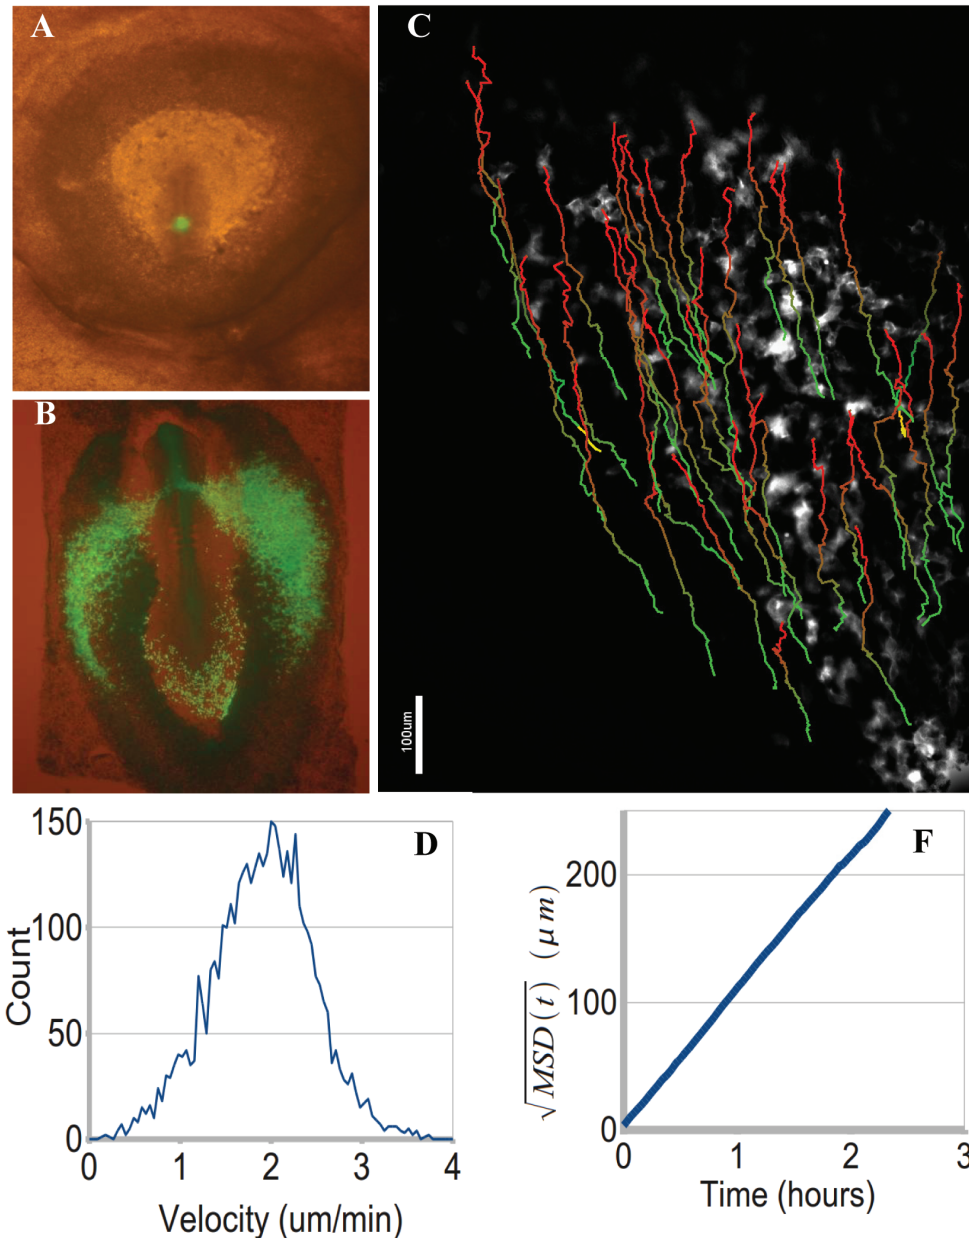 A
C
B
100um
D
150
100
50
0
Count
0 1 2 3 4
Velocity (um/min)
F
200
100
0
√MSD(t) (μm)
0 1 2 3
Time (hours)